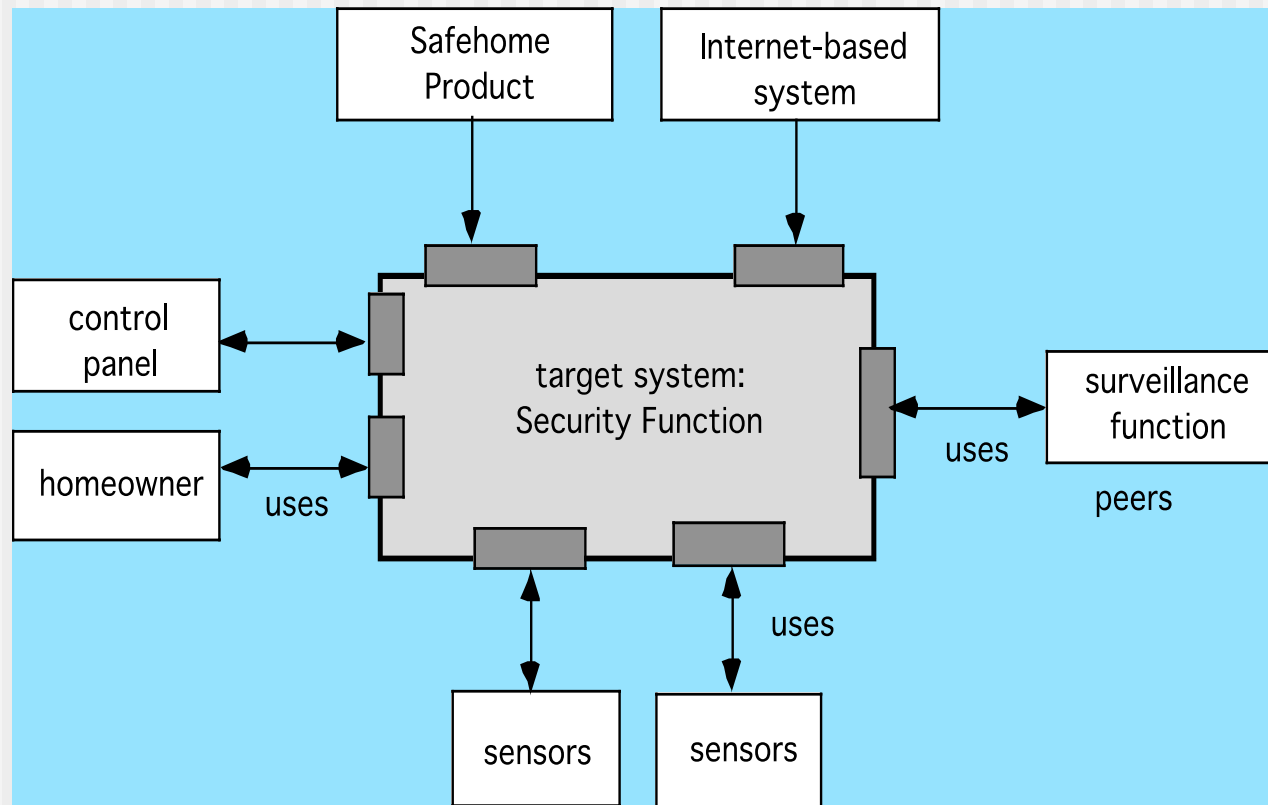 Safehome
Product
Internet-based
system
control
panel
target system:
Security Function
surveillance
function
homeowner
uses
uses
peers
uses
sensors
sensors